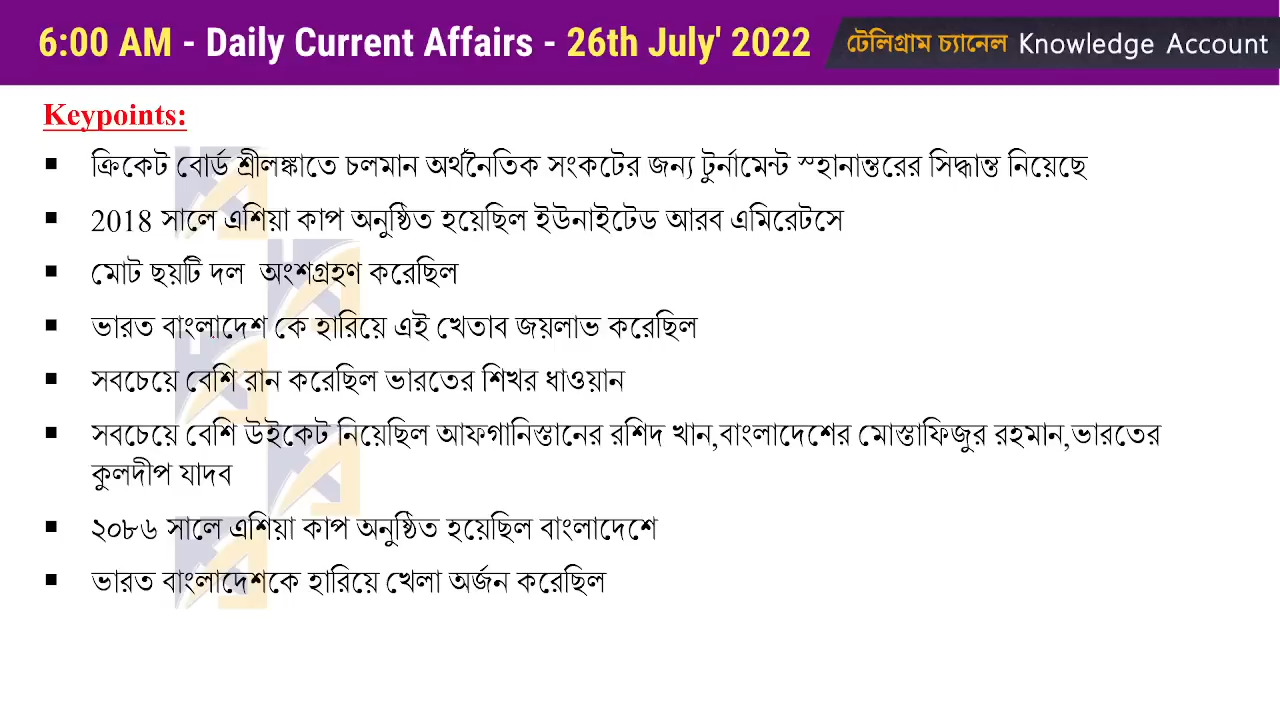 6:00 AM - Daily Current Affairs - 26th July' 2022
টেলিগ্রাম চ্যানেল Knowledge Account
Keypoints:
▪ ক্রিকেট বোর্ড শ্রীলঙ্কাতে চলমান অর্থনৈতিক সংকটের জন্য টুর্নামেন্ট স্হানান্তরের সিদ্ধান্ত নিয়েছে
▪ 2018 সালে এশিয়া কাপ অনুষ্ঠিত হয়েছিল ইউনাইটেড আরব এমিরেটসে
▪ মোট ছয়টি দল অংশগ্রহণ করেছিল
▪ ভারত বাংলাদেশ কে হারিয়ে এই খেতাব জয়লাভ করেছিল
▪ সবচেয়ে বেশি রান করেছিল ভারতের শিখর ধাওয়ান
▪ সবচেয়ে বেশি উইকেট নিয়েছিল আফগানিস্তানের রশিদ খান,বাংলাদেশের মোস্তাফিজুর রহমান,ভারতের
কুলদীপ যাদব
▪ ২০৮৬ সালে এশিয়া কাপ অনুষ্ঠিত হয়েছিল বাংলাদেশে
▪ ভারত বাংলাদেশকে হারিয়ে খেলা অর্জন করেছিল